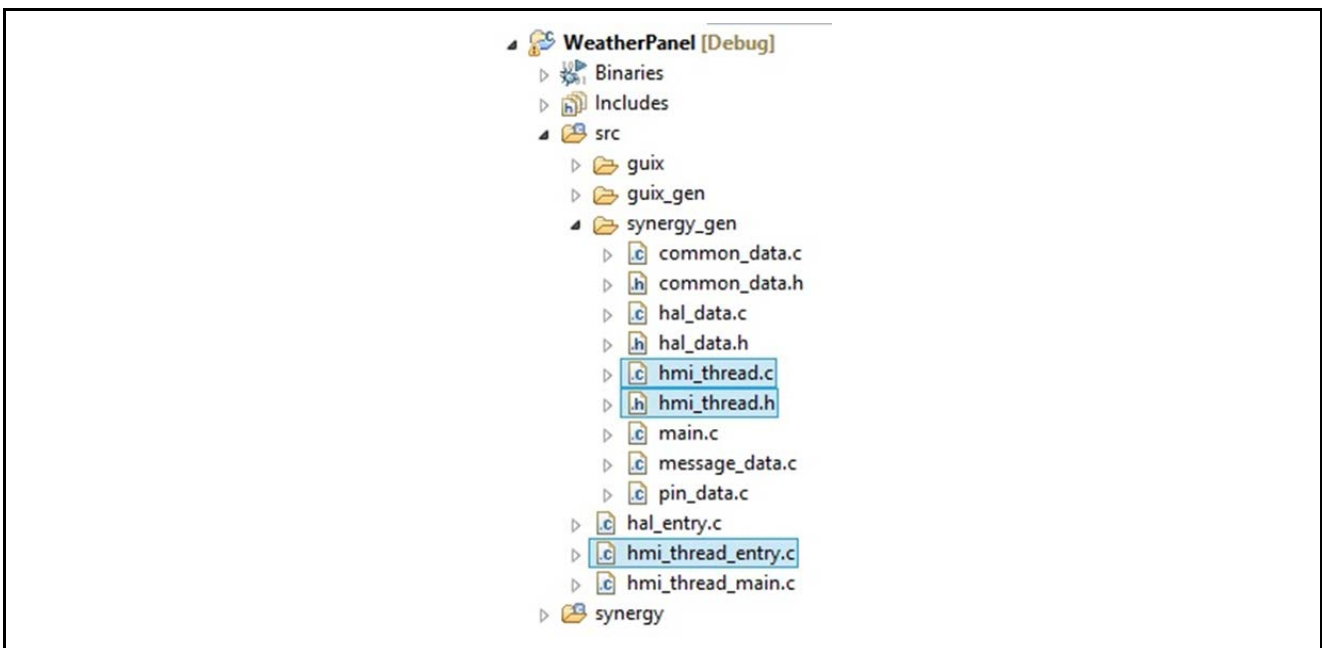 WeatherPanel [Debug]
Binaries
Includes
src
guix
guix_gen
synergy_gen
common_data.c
common_data.h
hal_data.c
hal_data.h
hmi_thread.c
hmi_thread.h
main.c
message_data.c
pin_data.c
hal_entry.c
hmi_thread_entry.c
hmi_thread_main.c
synergy